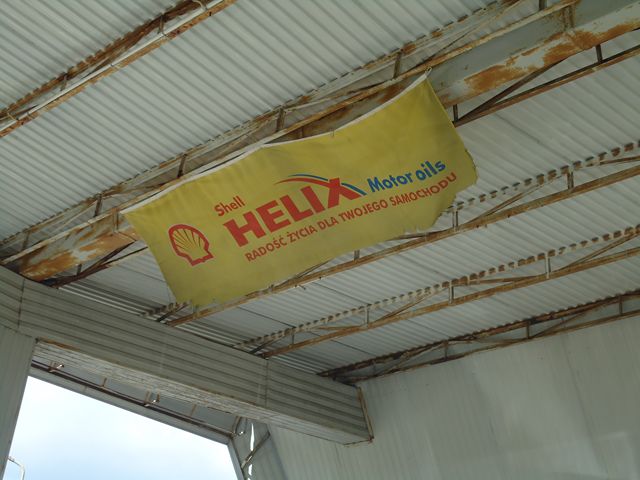 Shell
HELIX Motor oils
RADOŚĆ ŻYCIA DLA TWOJEGO SAMOCHODU